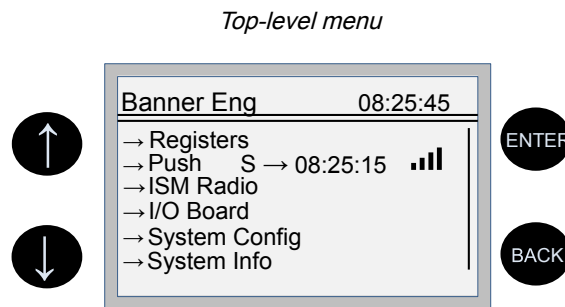 Top-level menu
Banner Eng 08:25:45
→ Registers
→ Push S → 08:25:15
→ ISM Radio
→ I/O Board
→ System Config
→ System Info
↑
↓
ENTER
BACK